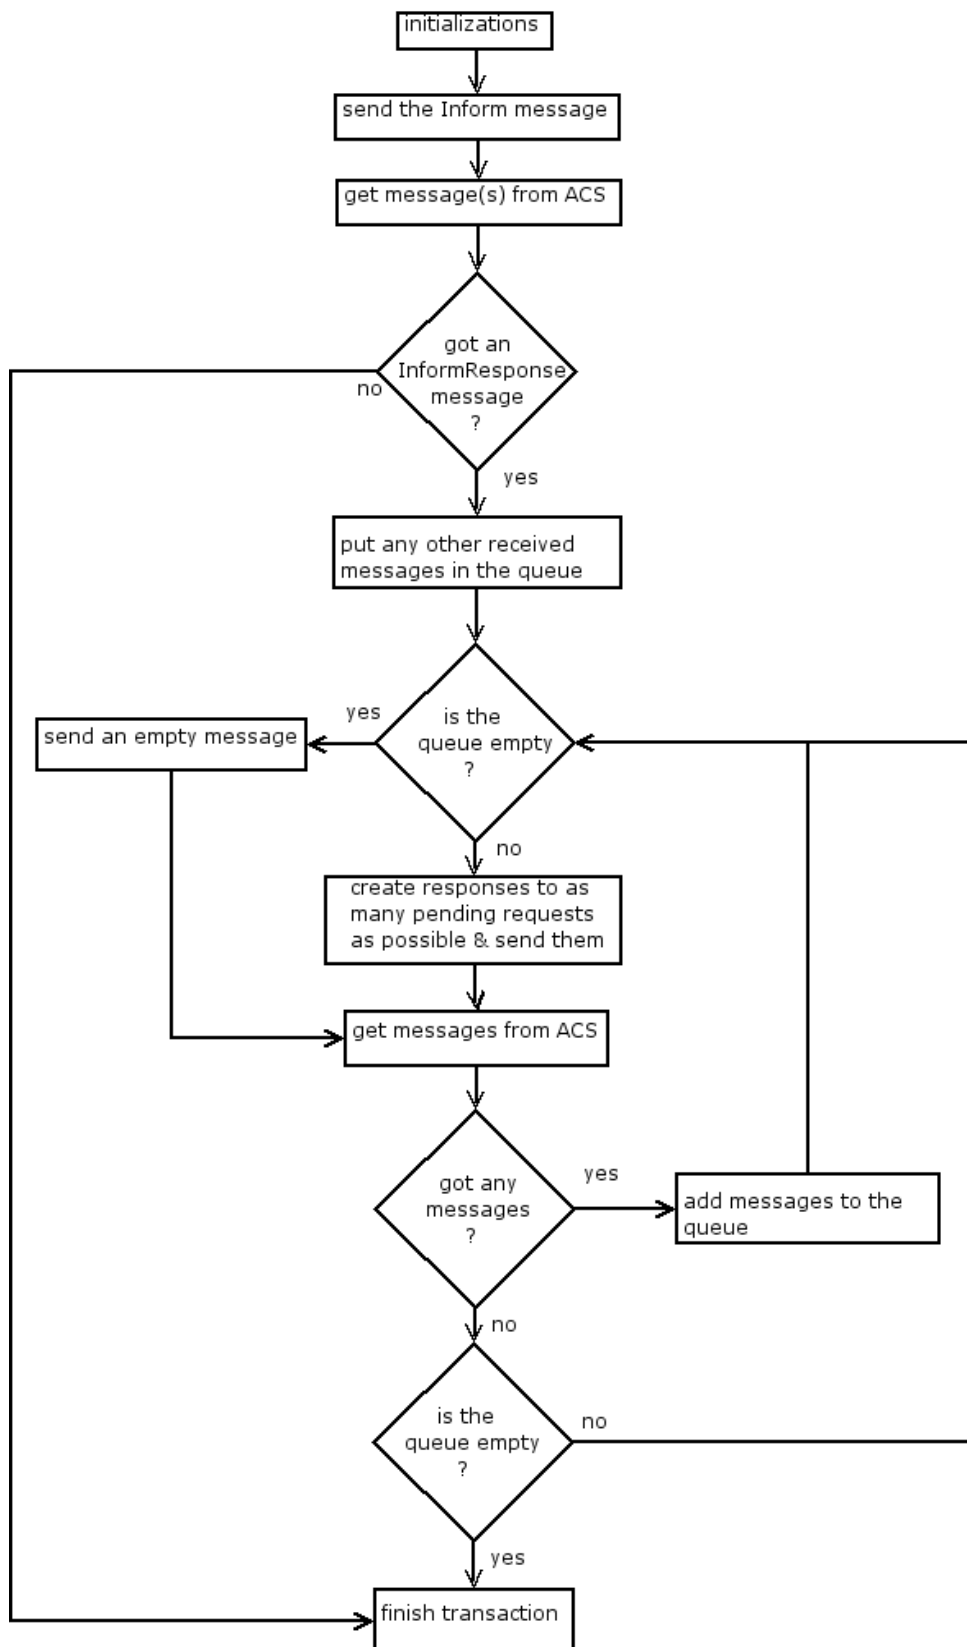 initializations
send the Inform message
get message(s) from ACS
got an
InformResponse
message
?
no
yes
put any other received
messages in the queue
yes
is the
queue empty
?
send an empty message
no
create responses to as
many pending requests
as possible & send them
get messages from ACS
got any
messages
?
yes
add messages to the
queue
no
is the
queue empty
?
no
yes
finish transaction